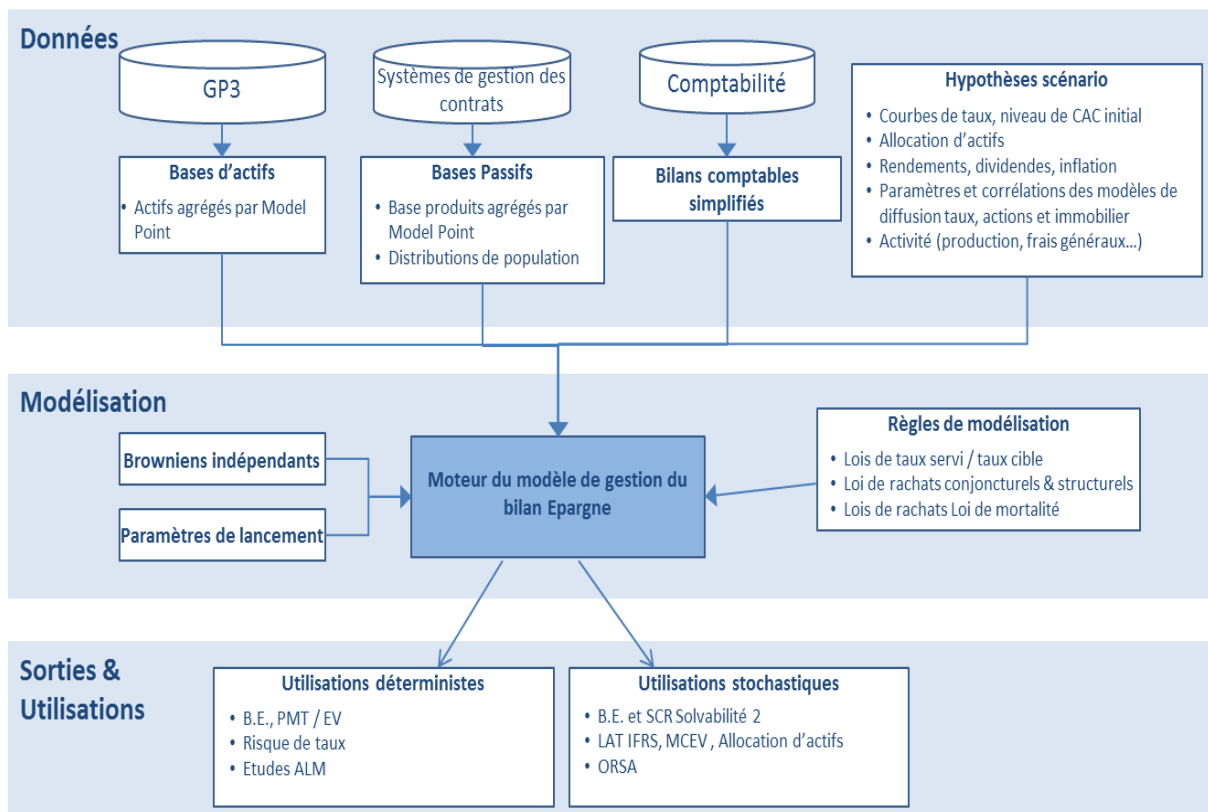 Données
GP3
Systèmes de gestion des
contrats
Comptabilité
Hypothèses scénario
• Courbes de taux, niveau de CAC initial
• Allocation d'actifs
• Rendements, dividendes, inflation
• Paramètres et corrélations des modèles de
diffusion taux, actions et immobilier
• Activité (production, frais généraux...)
Bases d'actifs
• Actifs agrégés par Model
Point
Bases Passif
• Base produits agrégés par
Model Point
• Distributions de population
Bilans comptables
simplifiés
Modélisation
Browniens indépendants
Paramètres de lancement
Moteur du modèle de gestion du
bilan Epargne
Règles de modélisation
• Lois de taux servi / taux cible
• Loi de rachats conjoncturels & structurels
• Lois de rachats Loi de mortalité
Sorties &
Utilisations
Utilisations déterministes
• B.E., PMT / EV
• Risque de taux
• Etudes ALM
Utilisations stochastiques
• B.E. et SCR Solvabilité 2
• LAT IFRS, MCEV , Allocation d'actifs
• ORSA